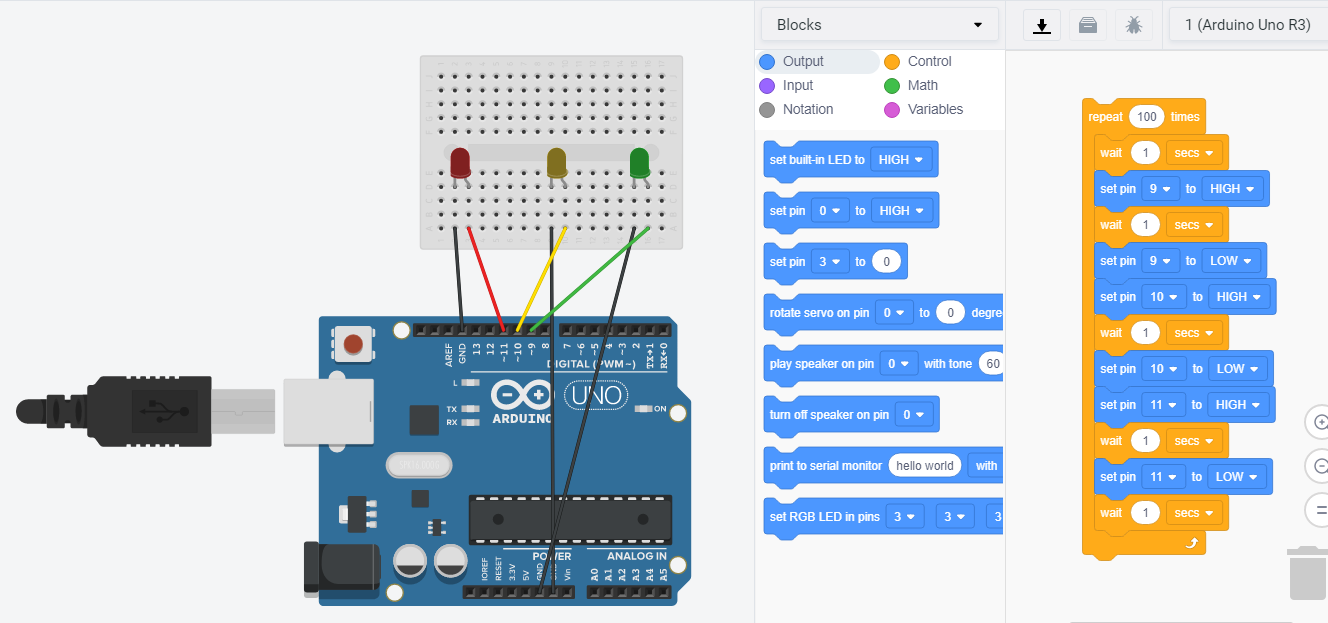 Blocks
1 (Arduino Uno R3)
Output
Control
Input
Math
Notation
Variables
set built-in LED to HIGH
set pin 0 to HIGH
set pin 3 to 0
rotate servo on pin 0 to 0 degre
play speaker on pin 0 with tone 60
turn off speaker on pin 0
print to serial monitor hello world with
set RGB LED in pins 3 3 3
repeat 100 times
wait 1 secs
set pin 9 to HIGH
wait 1 secs
set pin 9 to LOW
set pin 10 to HIGH
wait 1 secs
set pin 10 to LOW
set pin 11 to HIGH
wait 1 secs
set pin 11 to LOW
wait 1 secs
AREF
GND
13
12
~11
~10
~9
8
7
~6
~5
4
~3
2
TX→1
RX←0
DIGITAL (PWM~)
L
TX
RX
ARDUINO
UNO
ON
POWER
ANALOG IN
IOREF
RESET
3.3V
5V
GND
Vin
A0
A1
A2
A3
A4
A5